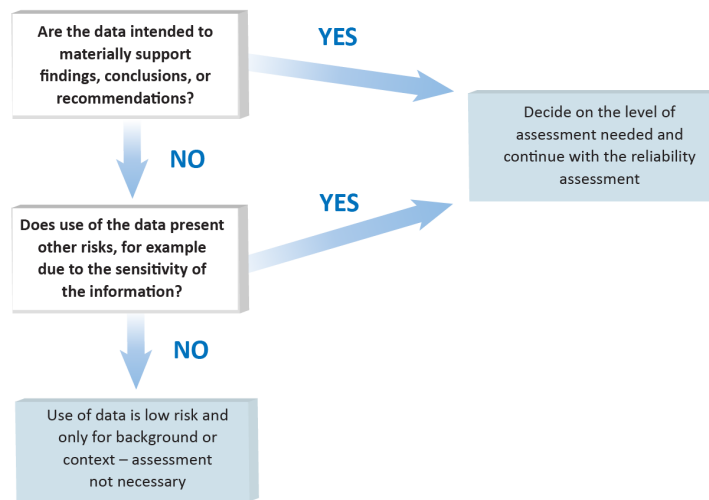 Are the data intended to
materially support
findings, conclusions, or
recommendations?
YES
Decide on the level of
assessment needed and
continue with the reliability
assessment
NO
Does use of the data present
other risks, for example
due to the sensitivity of
the information?
YES
NO
Use of data is low risk and
only for background or
context – assessment
not necessary